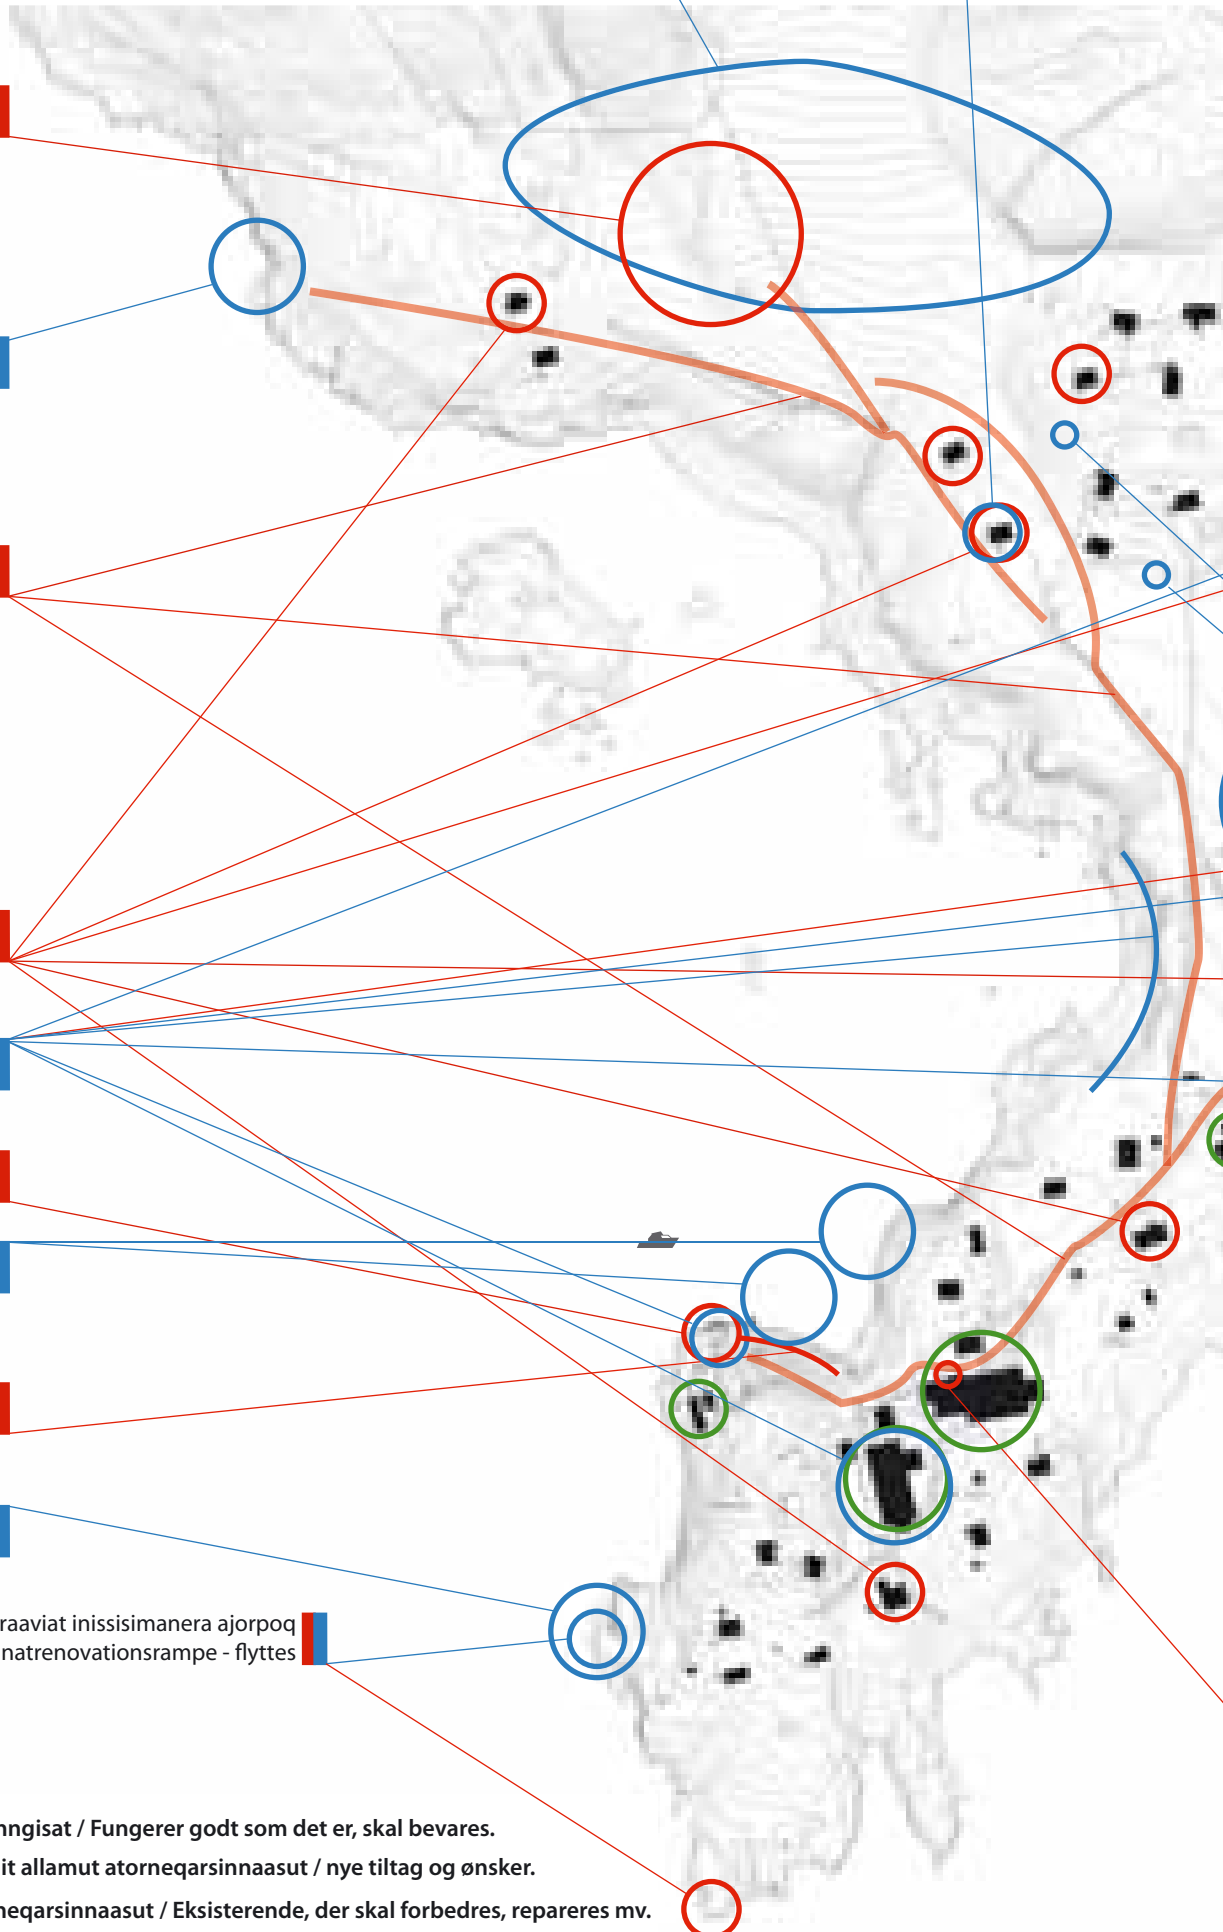 raaviat inissisimanera ajorpoq
natrenovationsrampe - flyttes
nngisat / Fungerer godt som det er, skal bevares.
it allamut atorneqarsinnaasut / nye tiltag og ønsker.
neqarsinnaasut / Eksisterende, der skal forbedres, repareres mv.